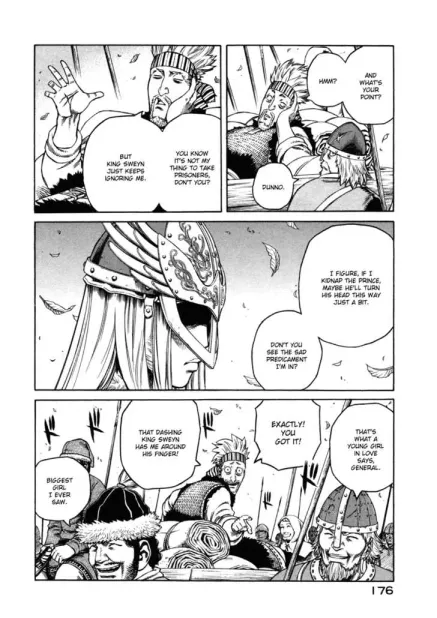 AND
WHAT'S
YOUR
POINT?
HMM?
DUNNO.
YOU KNOW
IT'S NOT MY
THING TO TAKE
PRISONERS,
DON'T YOU?
BUT
KING SWEYN
JUST KEEPS
IGNORING ME.
I FIGURE, IF I
KIDNAP THE PRINCE,
MAYBE HE'LL TURN
HIS HEAD THIS WAY
JUST A BIT.
DON'T YOU
SEE THE SAD
PREDICAMENT
I'M IN?
THAT'S
WHAT A
YOUNG GIRL
IN LOVE
SAYS,
GENERAL.
EXACTLY!
YOU
GOT IT!
THAT DASHING
KING SWEYN
HAS ME AROUND
HIS FINGER!
BIGGEST
GIRL
I EVER
SAW.
176